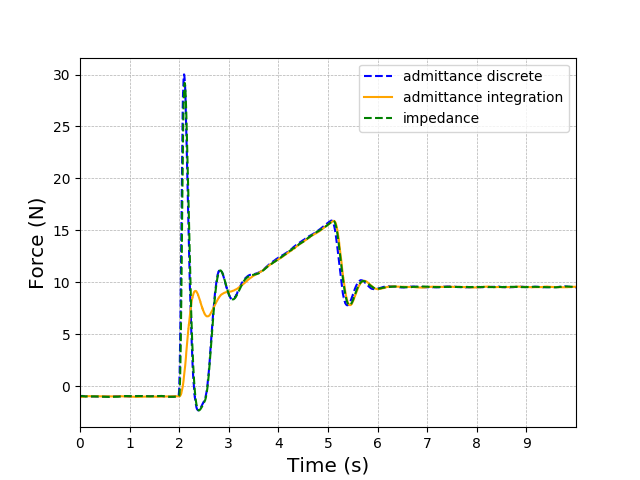 30
25
20
15
10
5
0
Force (N)
admittance discrete
admittance integration
impedance
0 1 2 3 4 5 6 7 8 9
Time (s)